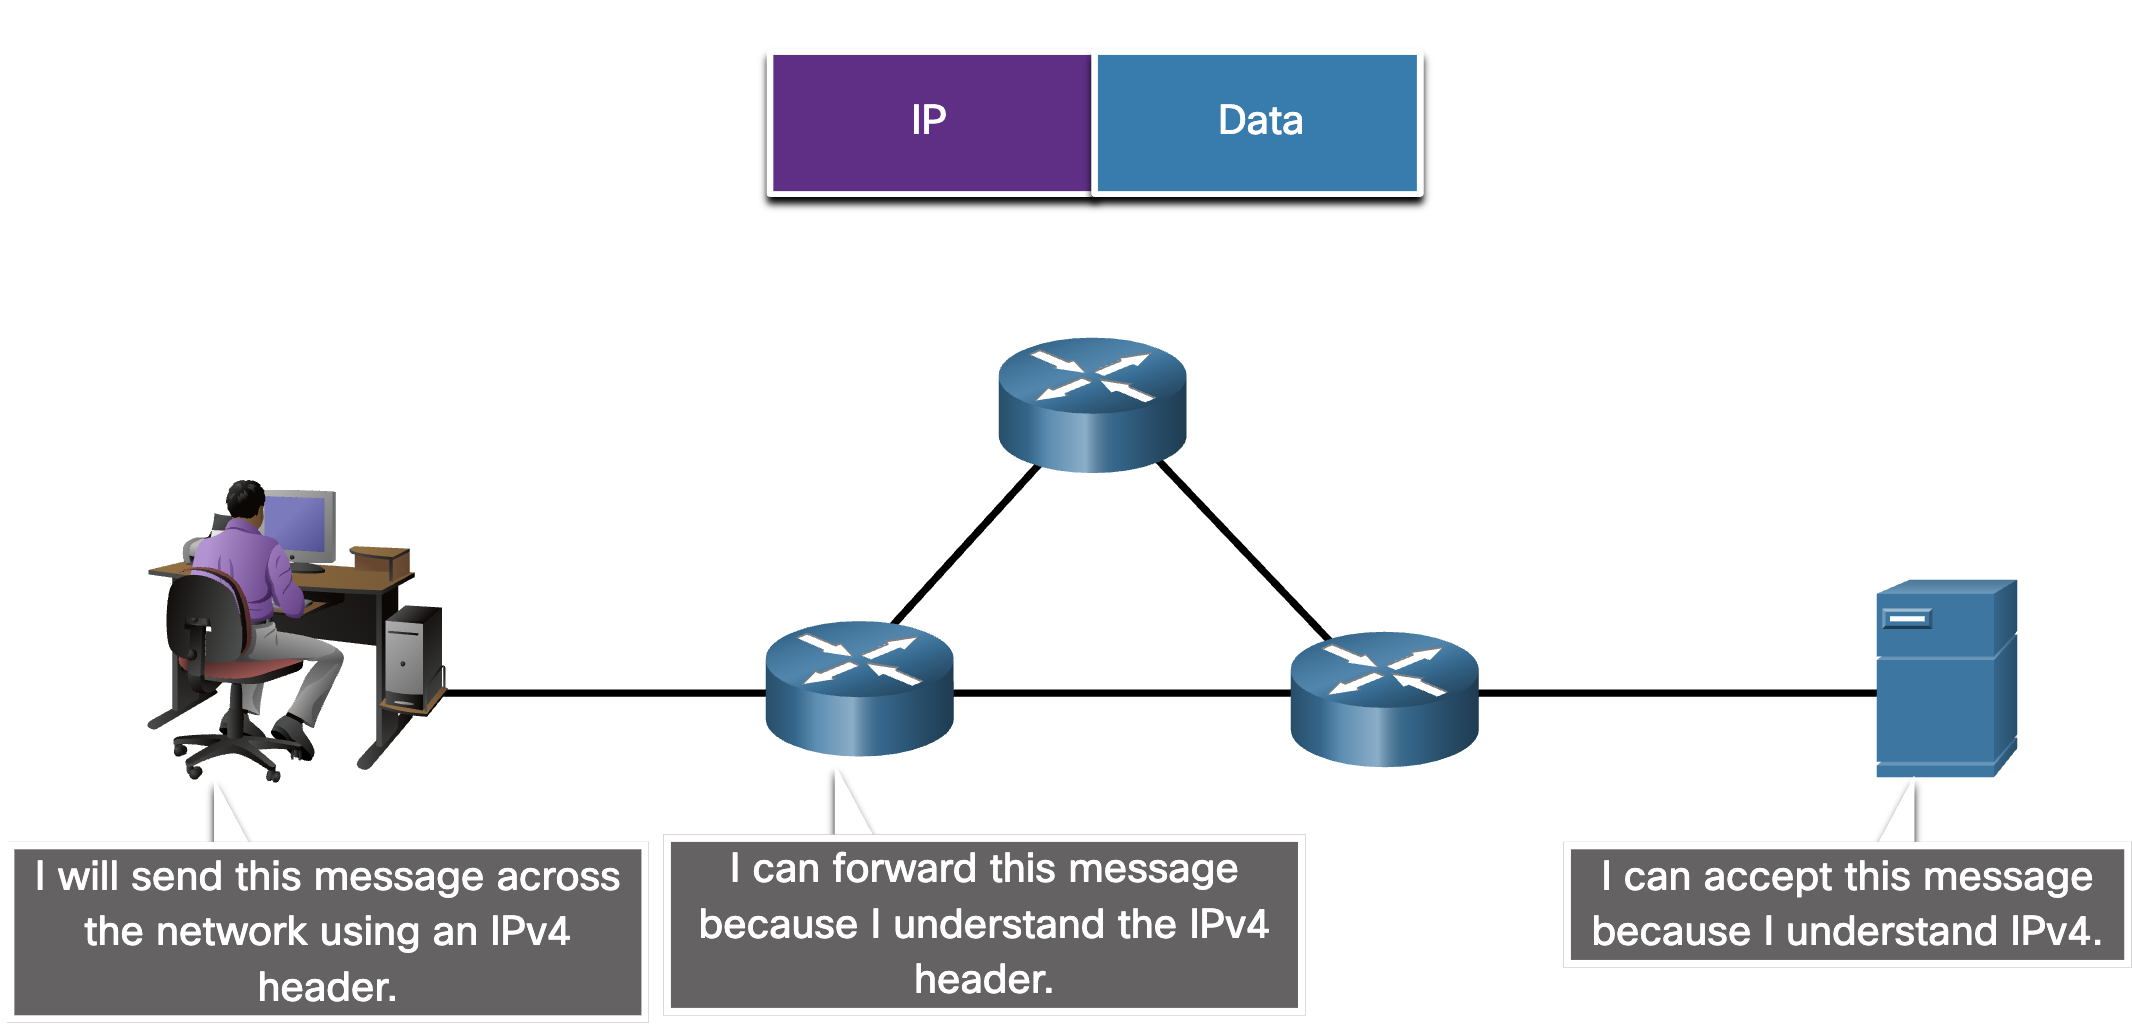 IP
Data
I will send this message across
the network using an IPv4
header.
I can forward this message
because I understand the IPv4
header.
I can accept this message
because I understand IPv4.